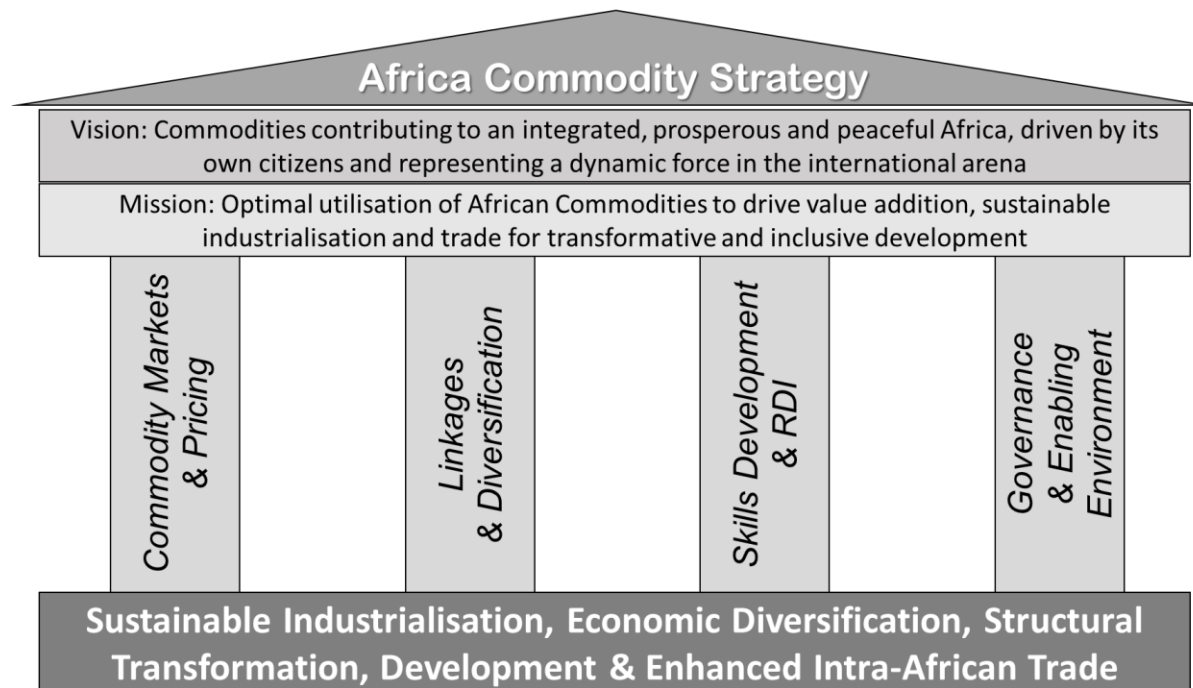 Africa Commodity Strategy
Vision: Commodities contributing to an integrated, prosperous and peaceful Africa, driven by its
own citizens and representing a dynamic force in the international arena
Mission: Optimal utilisation of African Commodities to drive value addition, sustainable
industrialisation and trade for transformative and inclusive development
Commodity Markets
& Pricing
Linkages
& Diversification
Skills Development
& RDI
Governance
& Enabling
Environment
Sustainable Industrialisation, Economic Diversification, Structural
Transformation, Development & Enhanced Intra-African Trade